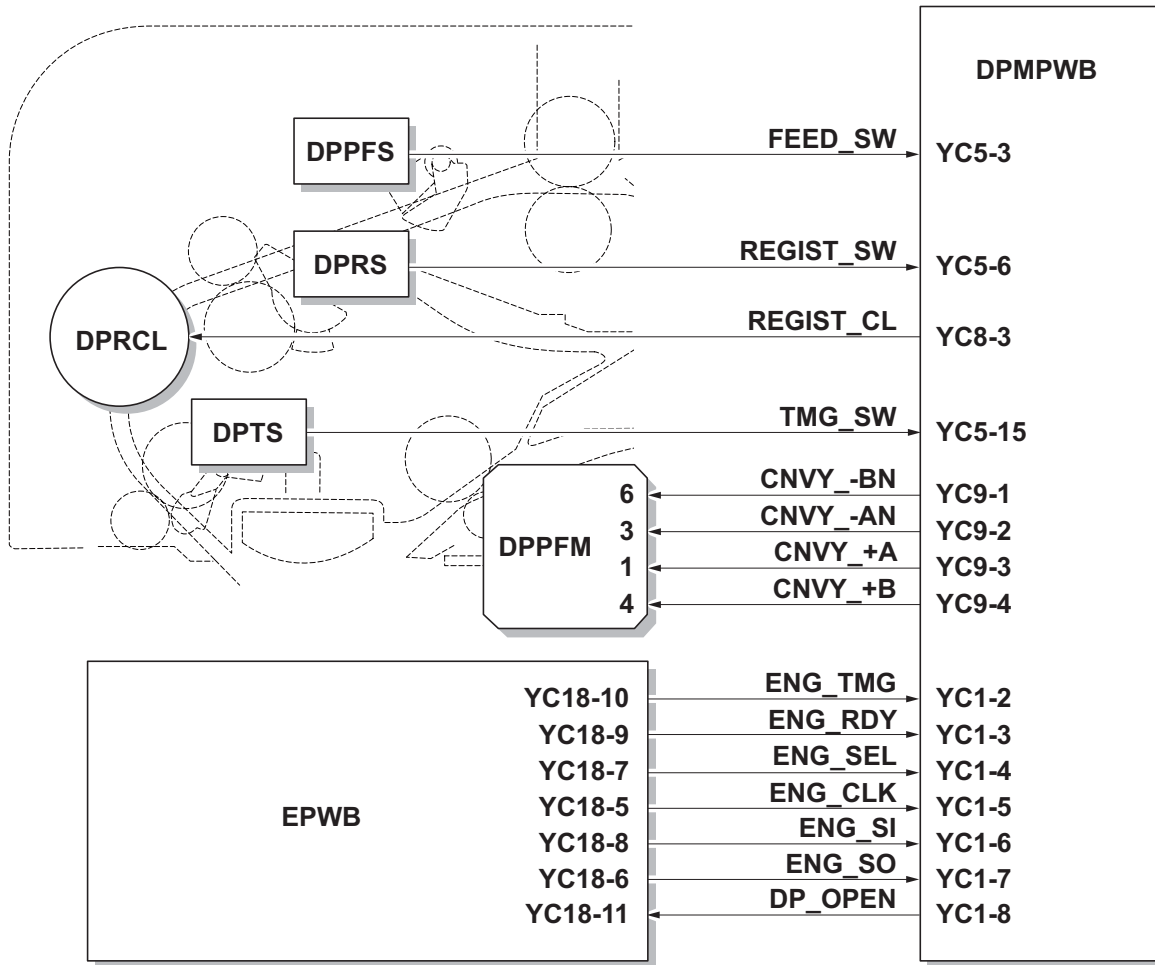 DPMPWB
DPPFS FEED_SW YC5-3
DPRS REGIST_SW YC5-6
DPRCL REGIST_CL YC8-3
DPTS TMG_SW YC5-15
DPPFM
6 CNVY_-BN YC9-1
3 CNVY_-AN YC9-2
1 CNVY_+A YC9-3
4 CNVY_+B YC9-4
EPWB
YC18-10 ENG_TMG YC1-2
YC18-9 ENG_RDY YC1-3
YC18-7 ENG_SEL YC1-4
YC18-5 ENG_CLK YC1-5
YC18-8 ENG_SI YC1-6
YC18-6 ENG_SO YC1-7
YC18-11 DP_OPEN YC1-8